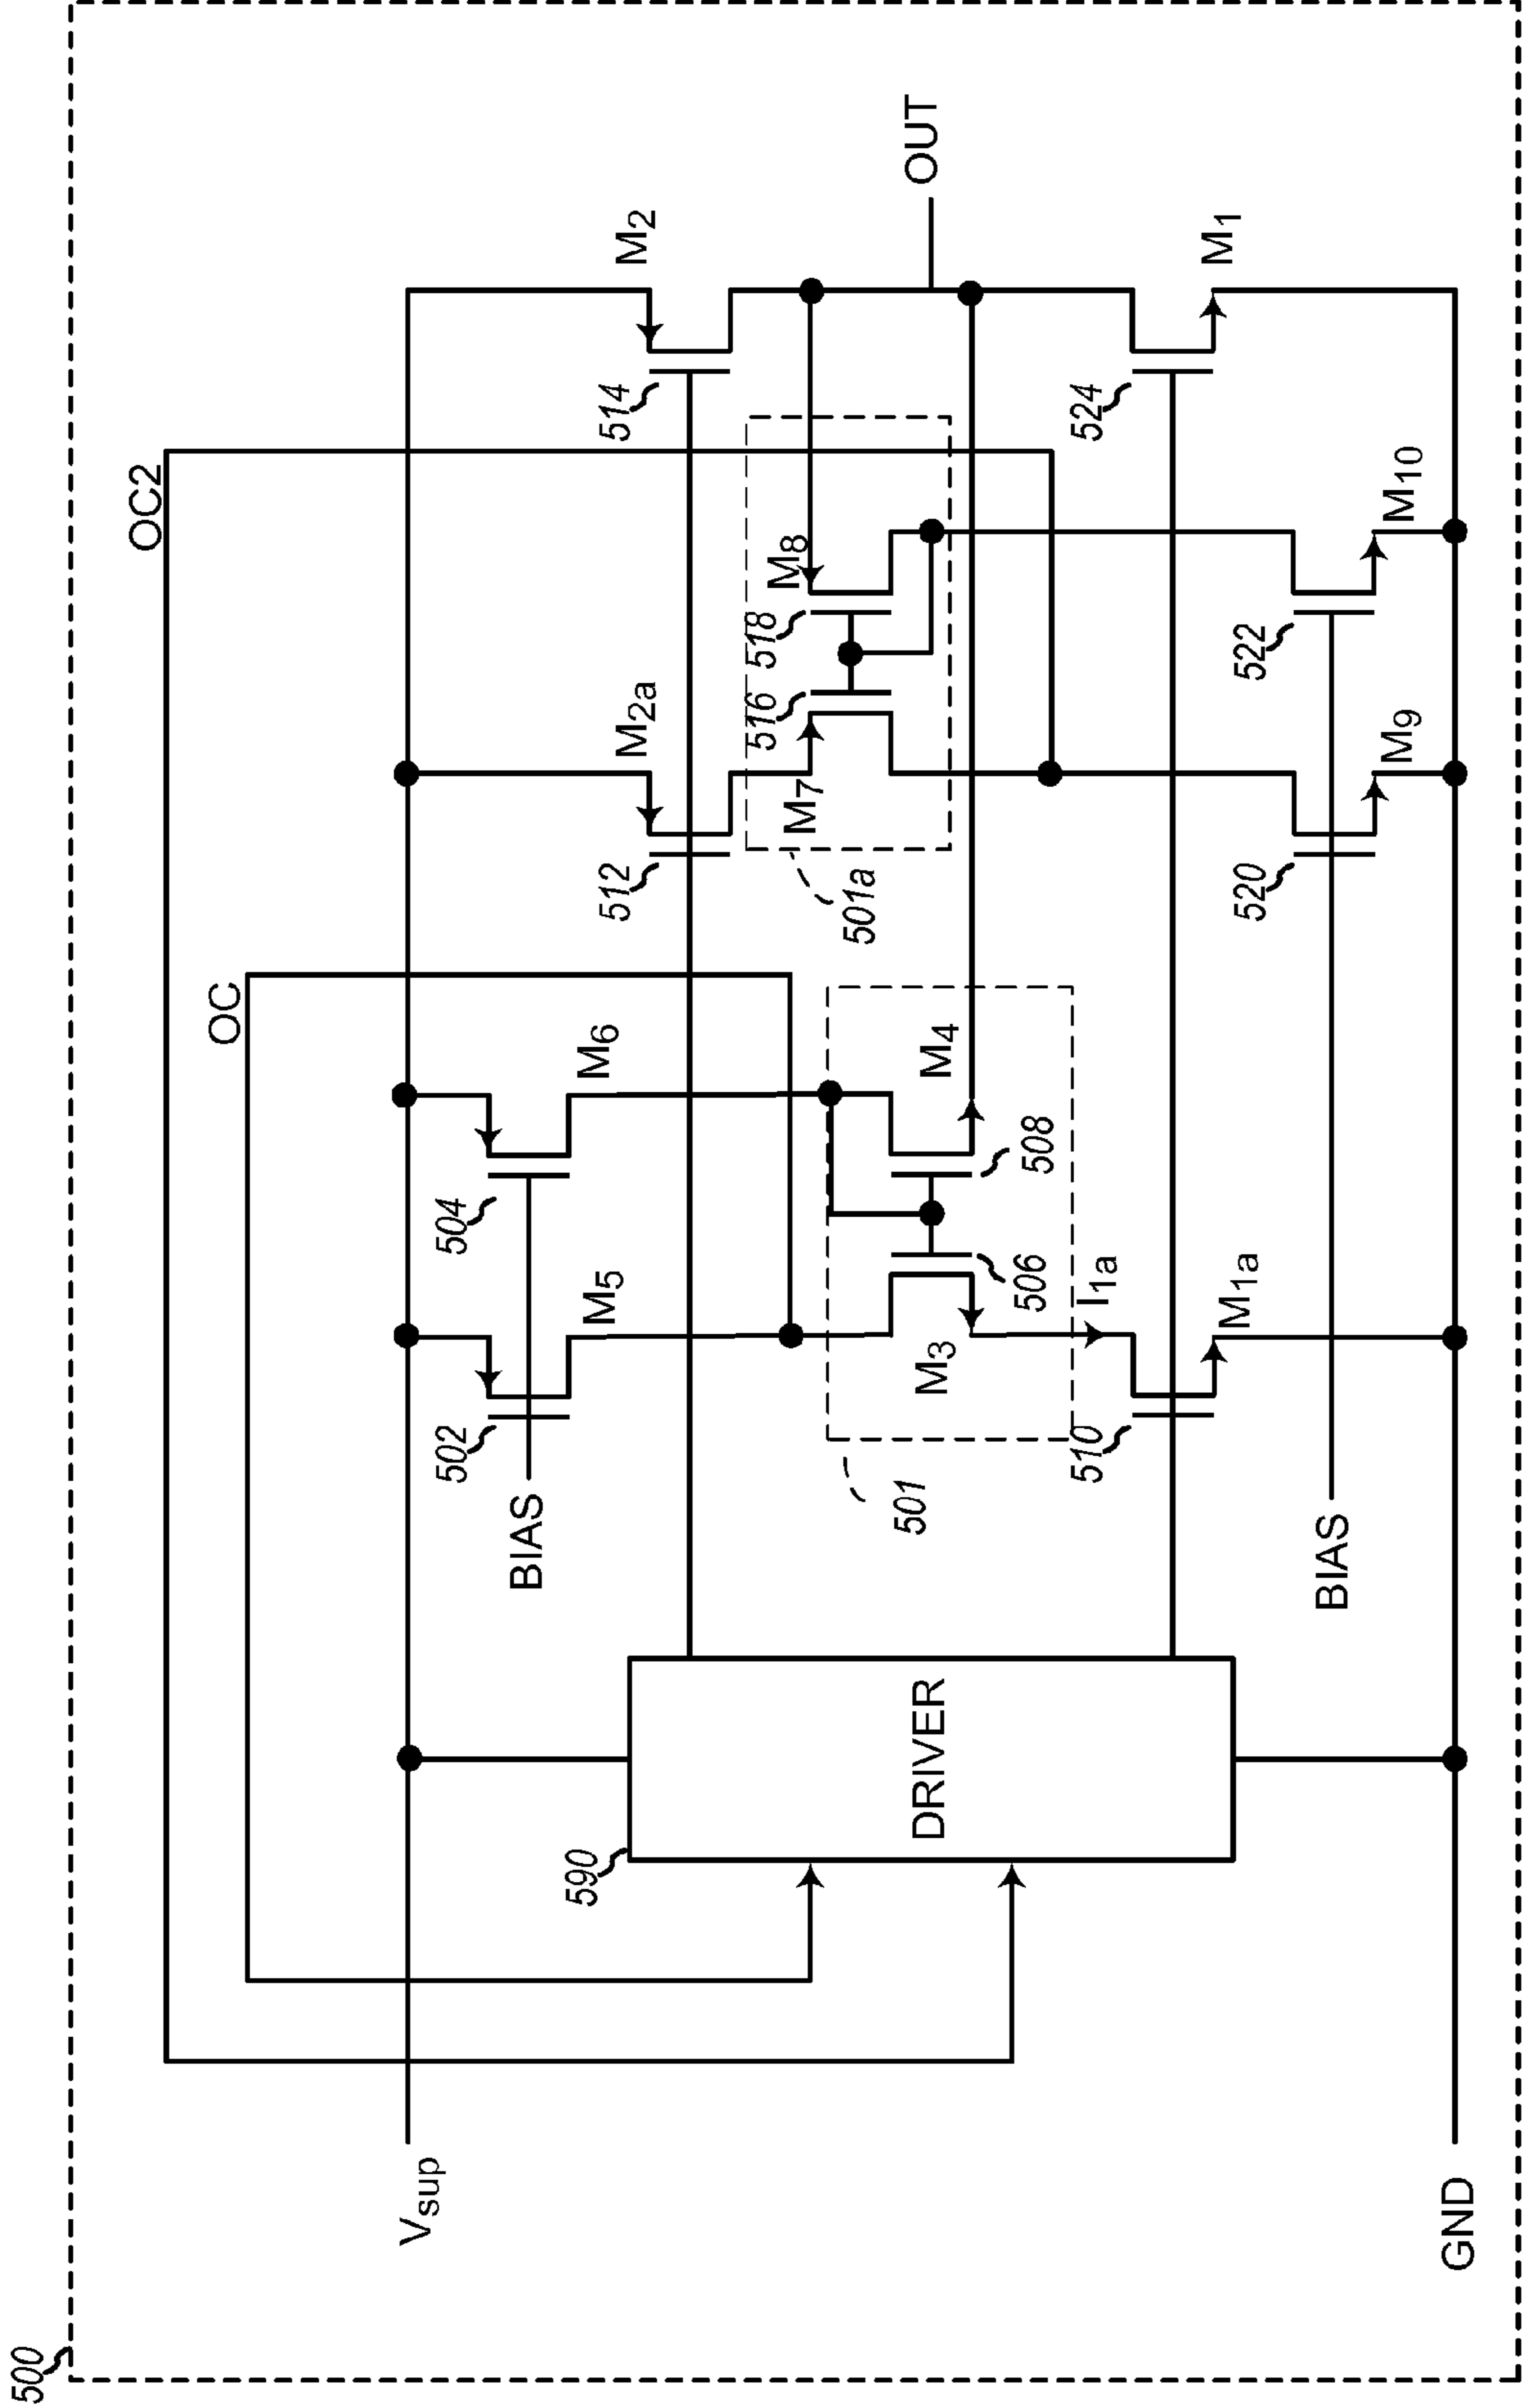 500
OC2
OC
Vsup
504
M6
502
M5
BIAS
590
DRIVER
512
M2a
514
M2
516
518
M8
M7
501a
OUT
M4
508
506
M3
501
I1a
510
M1a
524
M1
520
M9
522
M10
BIAS
GND